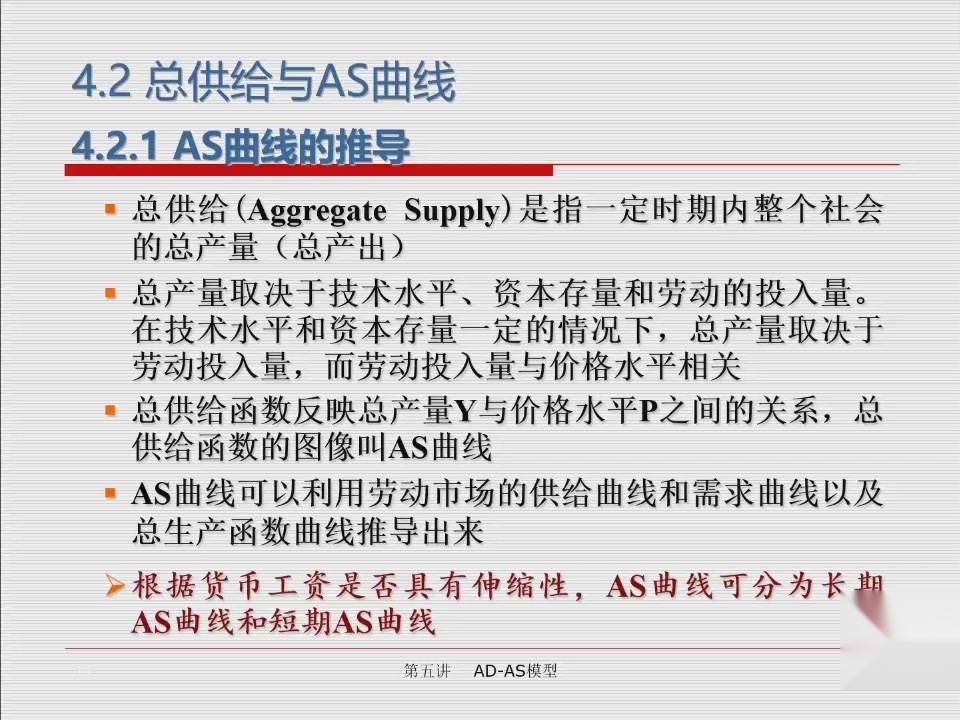 4.2 总供给与AS曲线
4.2.1 AS曲线的推导
总供给(Aggregate Supply)是指一定时期内整个社会
的总产量（总产出）
总产量取决于技术水平、资本存量和劳动的投入量。
在技术水平和资本存量一定的情况下，总产量取决于
劳动投入量，而劳动投入量与价格水平相关
总供给函数反映总产量Y与价格水平P之间的关系，总
供给函数的图像叫AS曲线
AS曲线可以利用劳动市场的供给曲线和需求曲线以及
总生产函数曲线推导出来
根据货币工资是否具有伸缩性，AS曲线可分为长期
AS曲线和短期AS曲线
第五讲 AD-AS模型